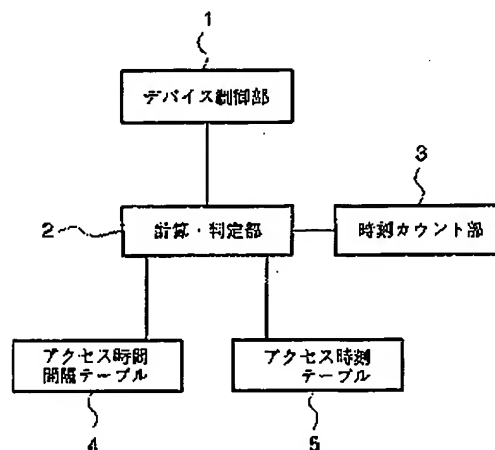 1
デバイス制御部
3
2
計算・判定部
時刻カウント部
アクセス時間
間隔テーブル
アクセス時刻
テーブル
4
5